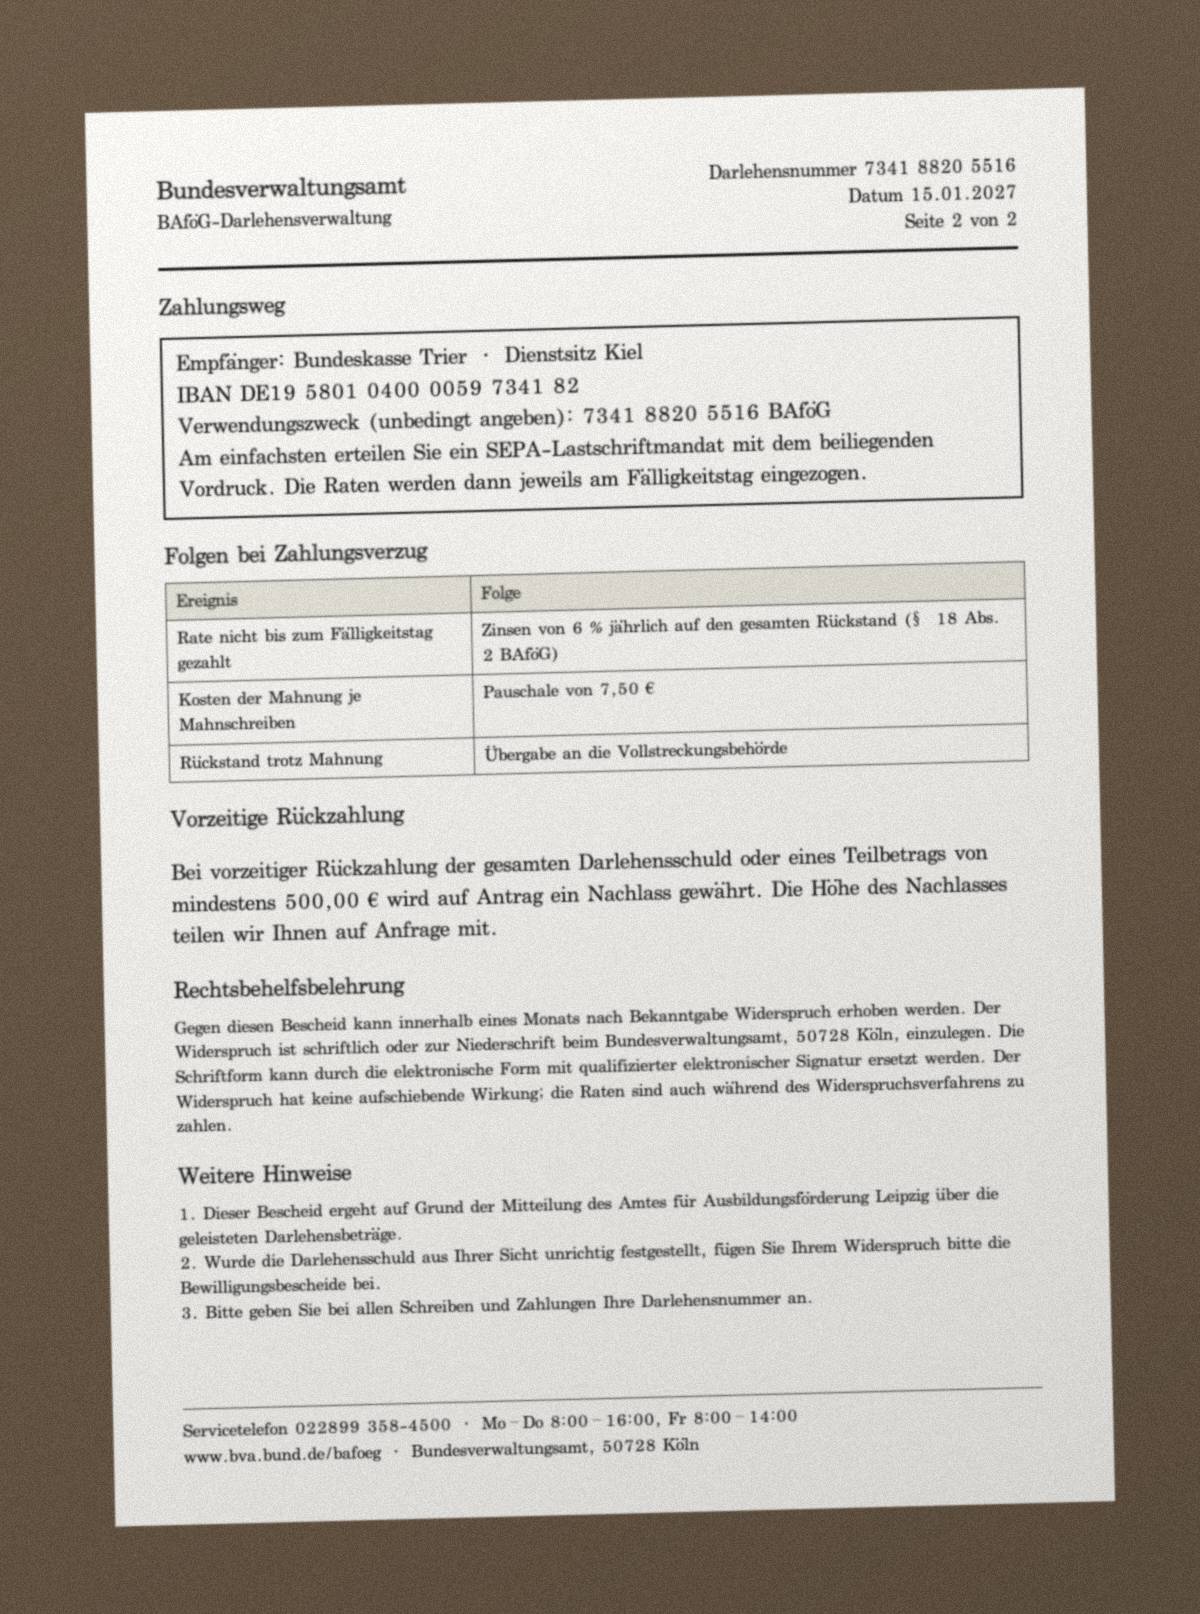 Bundesverwaltungsamt
BAföG-Darlehensverwaltung
Darlehensnummer 7341 8820 5516
Datum 15.01.2027
Seite 2 von 2
Zahlungsweg
Empfänger: Bundeskasse Trier · Dienstsitz Kiel
IBAN DE19 5801 0400 0059 7341 82
Verwendungszweck (unbedingt angeben): 7341 8820 5516 BAföG
Am einfachsten erteilen Sie ein SEPA-Lastschriftmandat mit dem beiliegenden
Vordruck. Die Raten werden dann jeweils am Fälligkeitstag eingezogen.
Folgen bei Zahlungsverzug
Ereignis
Folge
Rate nicht bis zum Fälligkeitstag
gezahlt
Zinsen von 6 % jährlich auf den gesamten Rückstand (§ 18 Abs.
2 BAföG)
Kosten der Mahnung je
Mahnschreiben
Pauschale von 7,50 €
Rückstand trotz Mahnung
Übergabe an die Vollstreckungsbehörde
Vorzeitige Rückzahlung
Bei vorzeitiger Rückzahlung der gesamten Darlehensschuld oder eines Teilbetrags von
mindestens 500,00 € wird auf Antrag ein Nachlass gewährt. Die Höhe des Nachlasses
teilen wir Ihnen auf Anfrage mit.
Rechtsbehelfsbelehrung
Gegen diesen Bescheid kann innerhalb eines Monats nach Bekanntgabe Widerspruch erhoben werden. Der
Widerspruch ist schriftlich oder zur Niederschrift beim Bundesverwaltungsamt, 50728 Köln, einzulegen. Die
Schriftform kann durch die elektronische Form mit qualifizierter elektronischer Signatur ersetzt werden. Der
Widerspruch hat keine aufschiebende Wirkung; die Raten sind auch während des Widerspruchsverfahrens zu
zahlen.
Weitere Hinweise
1. Dieser Bescheid ergeht auf Grund der Mitteilung des Amtes für Ausbildungsförderung Leipzig über die
geleisteten Darlehensbeträge.
2. Wurde die Darlehensschuld aus Ihrer Sicht unrichtig festgestellt, fügen Sie Ihrem Widerspruch bitte die
Bewilligungsbescheide bei.
3. Bitte geben Sie bei allen Schreiben und Zahlungen Ihre Darlehensnummer an.
Servicetelefon 022899 358-4500 · Mo–Do 8:00–16:00, Fr 8:00–14:00
www.bva.bund.de/bafoeg · Bundesverwaltungsamt, 50728 Köln